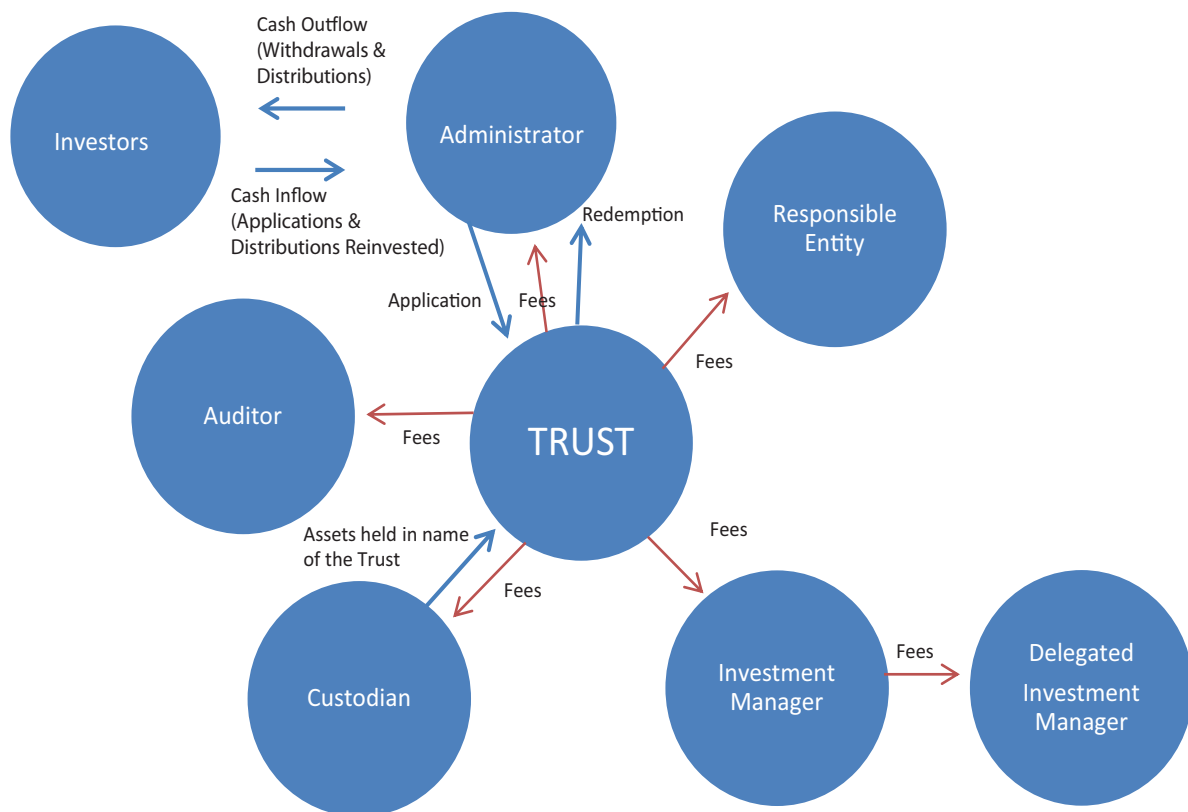 Cash Outflow
(Withdrawals &
Distributions)
Investors
Administrator
Cash Inflow
(Applications &
Distributions Reinvested)
Redemption
Responsible
Entity
Application
Fees
Fees
Auditor
Fees
TRUST
Assets held in name
of the Trust
Fees
Fees
Custodian
Investment
Manager
Fees
Delegated
Investment
Manager